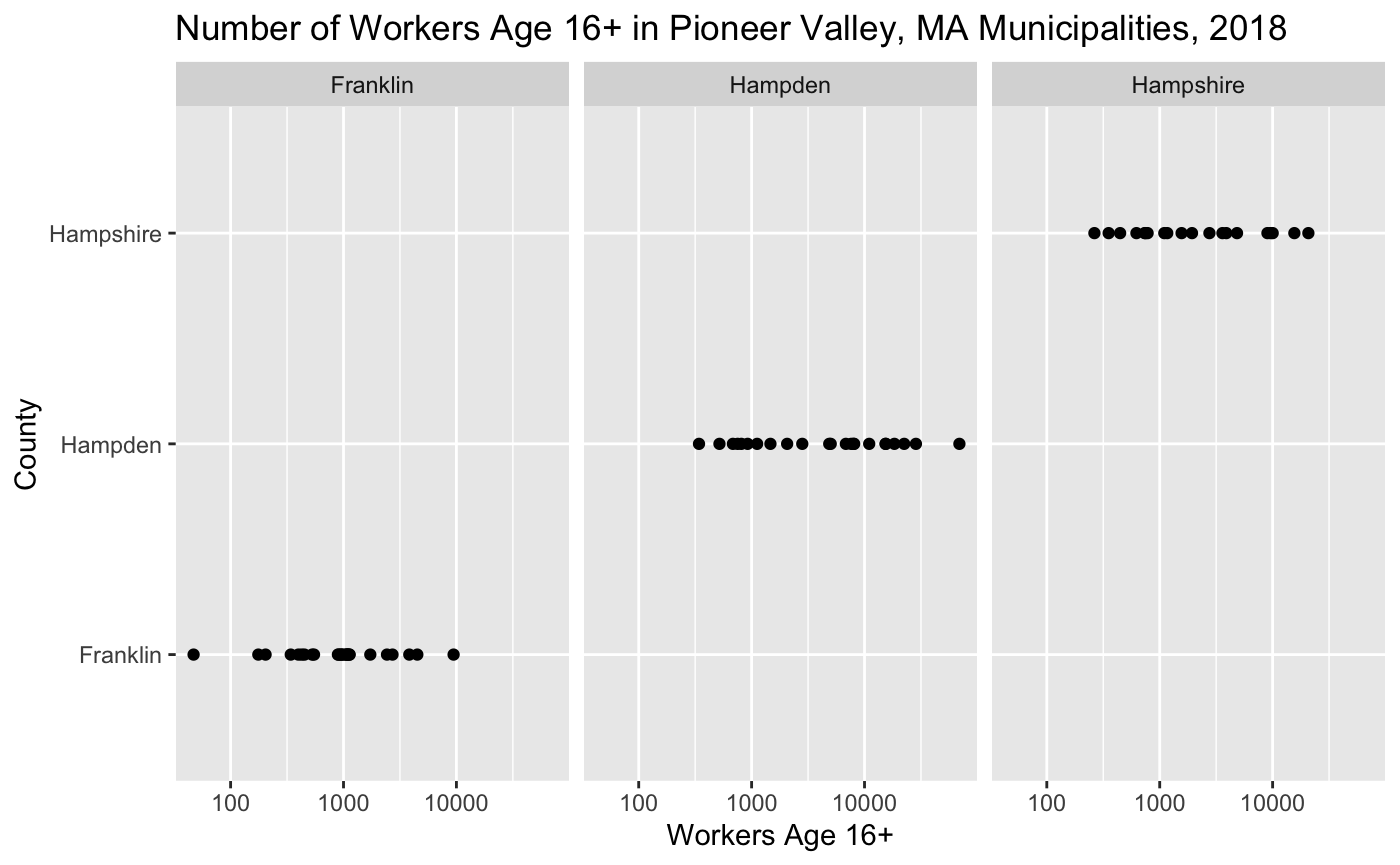 Number of Workers Age 16+ in Pioneer Valley, MA Municipalities, 2018
Franklin Hampden Hampshire
County
Hampshire
Hampden
Franklin
100 1000 10000 100 1000 10000 100 1000 10000
Workers Age 16+